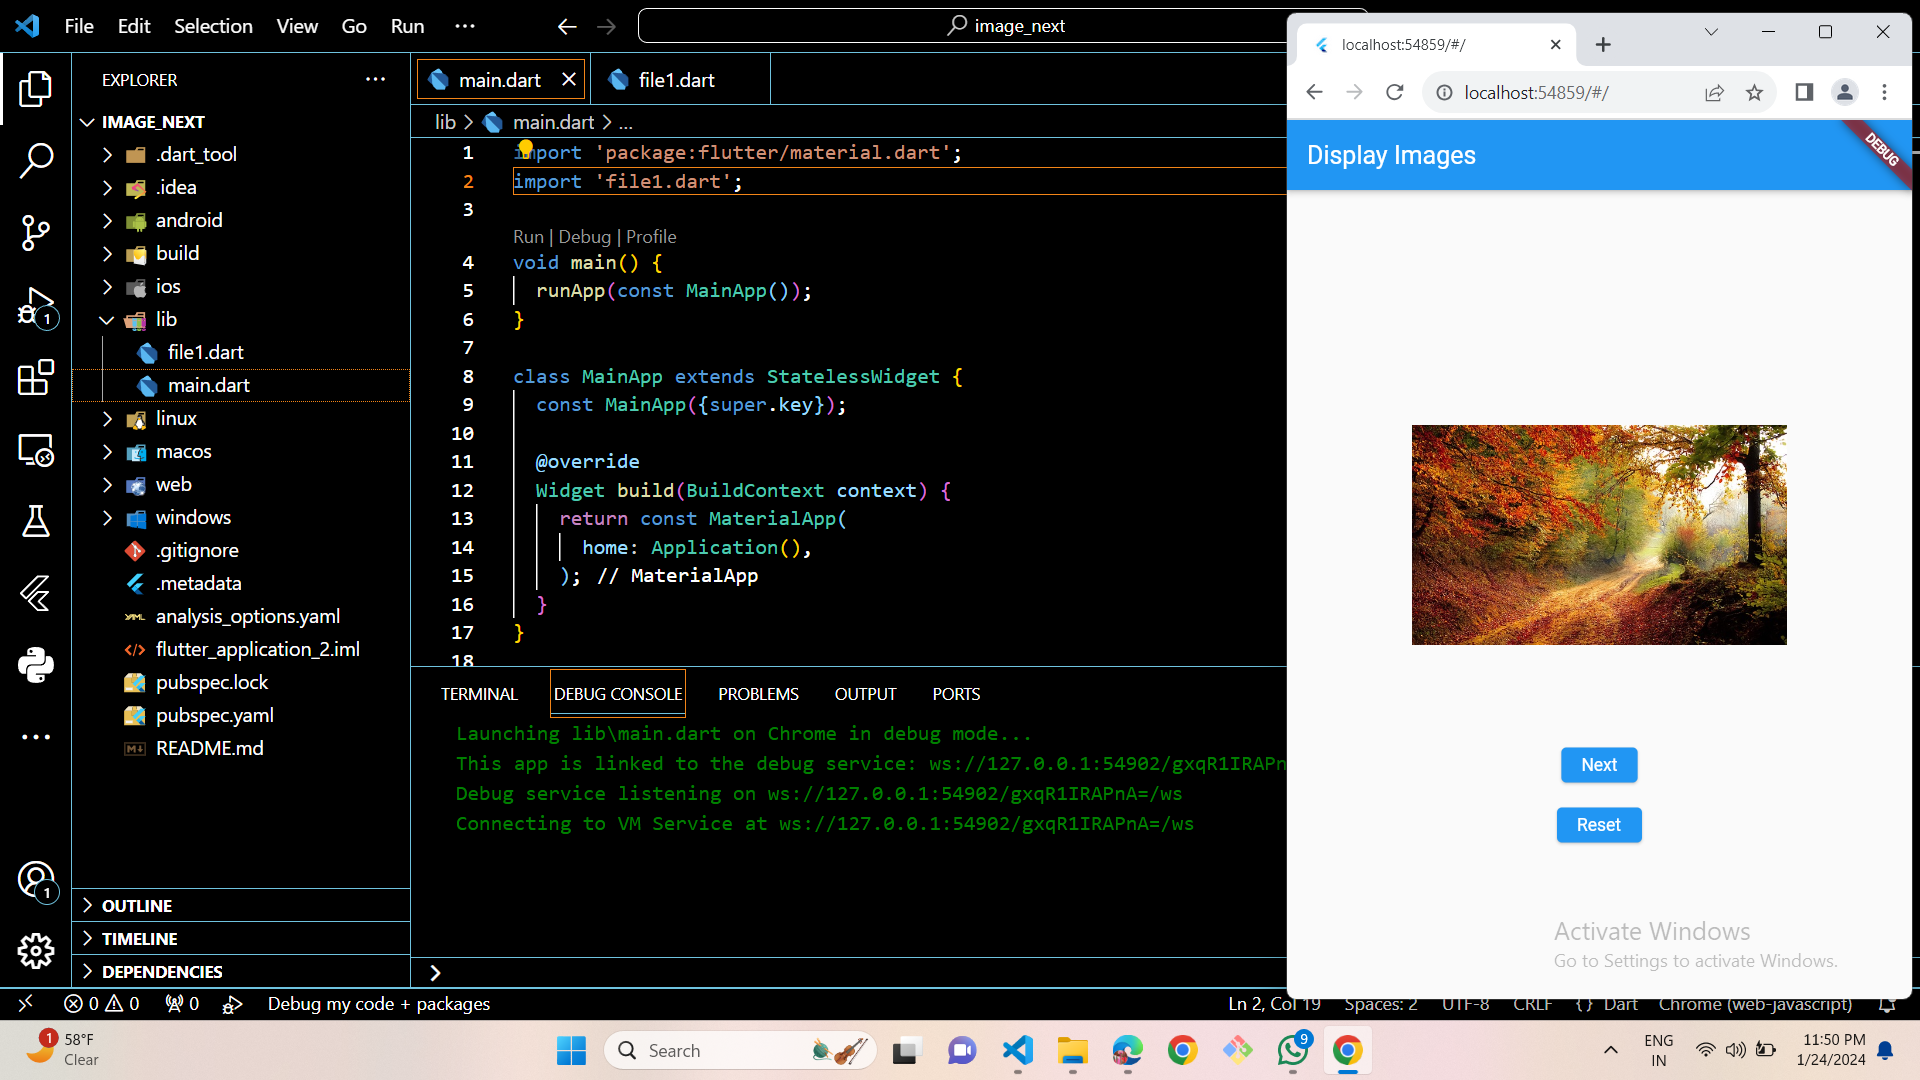 File Edit Selection View Go Run ...
image_next
EXPLORER
IMAGE_NEXT
.dart_tool
.idea
android
build
ios
lib
file1.dart
main.dart
linux
macos
web
windows
.gitignore
.metadata
analysis_options.yaml
flutter_application_2.iml
pubspec.lock
pubspec.yaml
README.md
OUTLINE
TIMELINE
DEPENDENCIES
1
1
main.dart
file1.dart
lib > main.dart > ...
1 import 'package:flutter/material.dart';
2 import 'file1.dart';
3
Run | Debug | Profile
4 void main() {
5 runApp(const MainApp());
6 }
7
8 class MainApp extends StatelessWidget {
9 const MainApp({super.key});
10
11 @override
12 Widget build(BuildContext context) {
13 return const MaterialApp(
14 home: Application(),
15 ); // MaterialApp
16 }
17 }
18
TERMINAL DEBUG CONSOLE PROBLEMS OUTPUT PORTS
Launching lib\main.dart on Chrome in debug mode...
This app is linked to the debug service: ws://127.0.0.1:54902/gxqR1IRAPn
Debug service listening on ws://127.0.0.1:54902/gxqR1IRAPnA=/ws
Connecting to VM Service at ws://127.0.0.1:54902/gxqR1IRAPnA=/ws
localhost:54859/#/
localhost:54859/#/
Display Images
DEBUG
Next
Reset
Activate Windows
Go to Settings to activate Windows.
0 0 0 Debug my code + packages
Ln 2, Col 19 Spaces: 2 UTF-8 CRLF {} Dart Chrome (web-javascript)
1
58°F
Clear
Search
9
ENG
IN
11:50 PM
1/24/2024